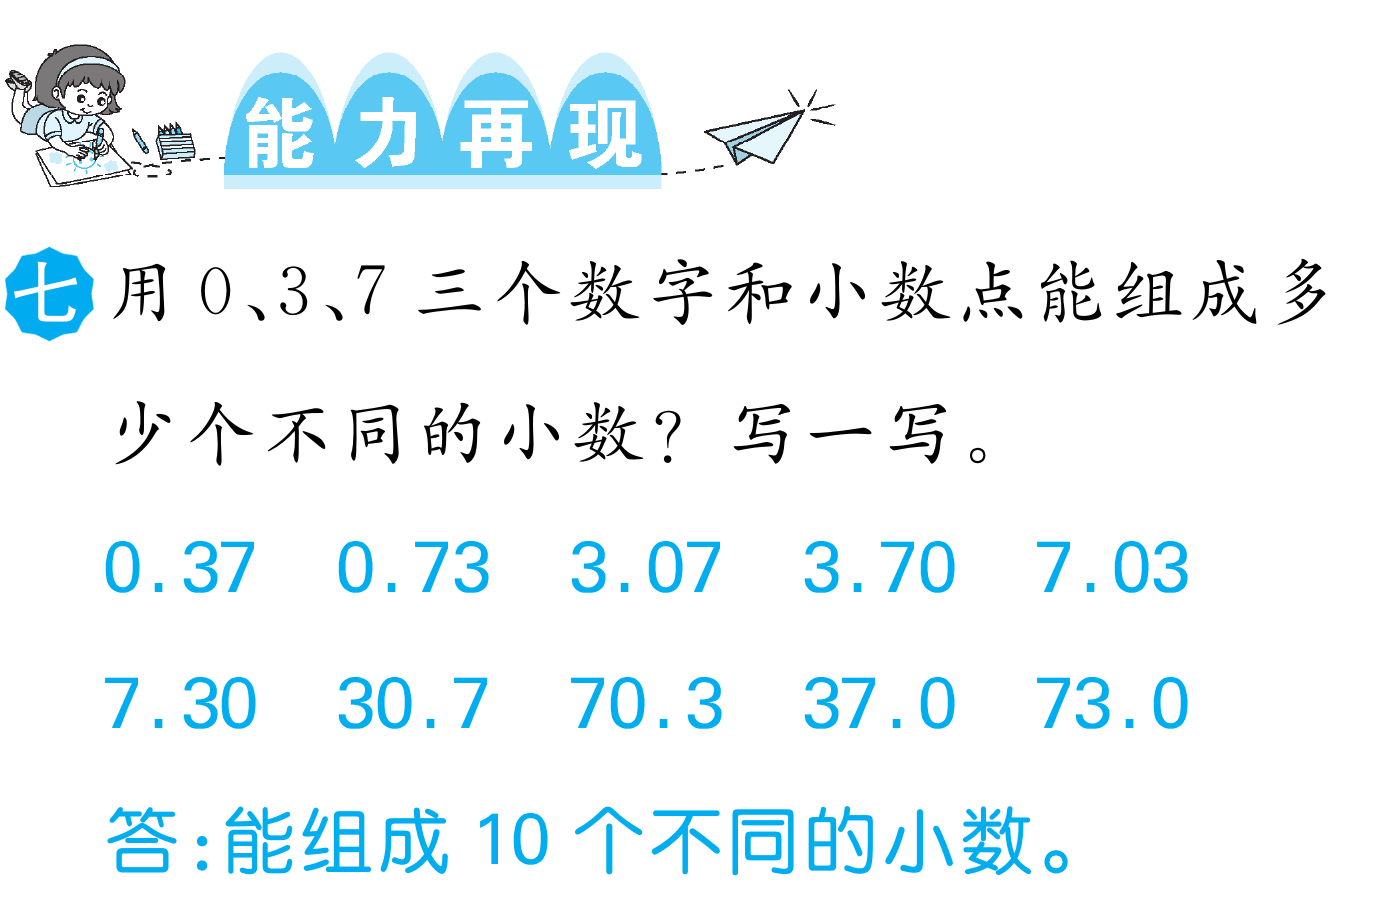 能力再现
七 用 0、3、7 三个数字和小数点能组成多
少个不同的小数？写一写。
0.37 0.73 3.07 3.70 7.03
7.30 30.7 70.3 37.0 73.0
答:能组成 10 个不同的小数。